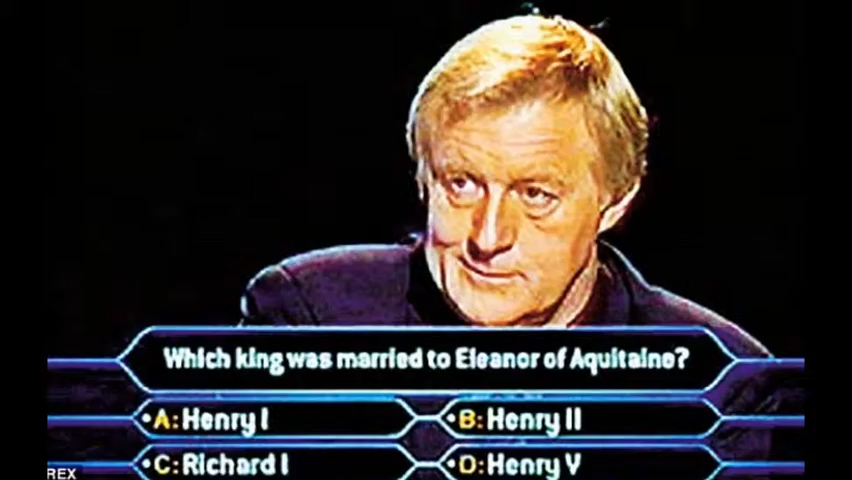 Which king was married to Eleanor of Aquitaine?
A: Henry I
B: Henry II
C: Richard I
D: Henry V
REX